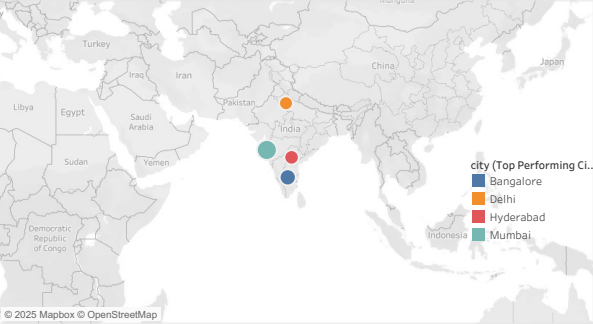 Mongolia
Turkey
China
Japan
Iraq
Iran
Pakistan
Libya
Egypt
Saudi
Arabia
India
Sudan
Yemen
city (Top Performing Ci...
Bangalore
Delhi
Hyderabad
Mumbai
Democratic
Republic
of Congo
Indonesia
© 2025 Mapbox © OpenStreetMap